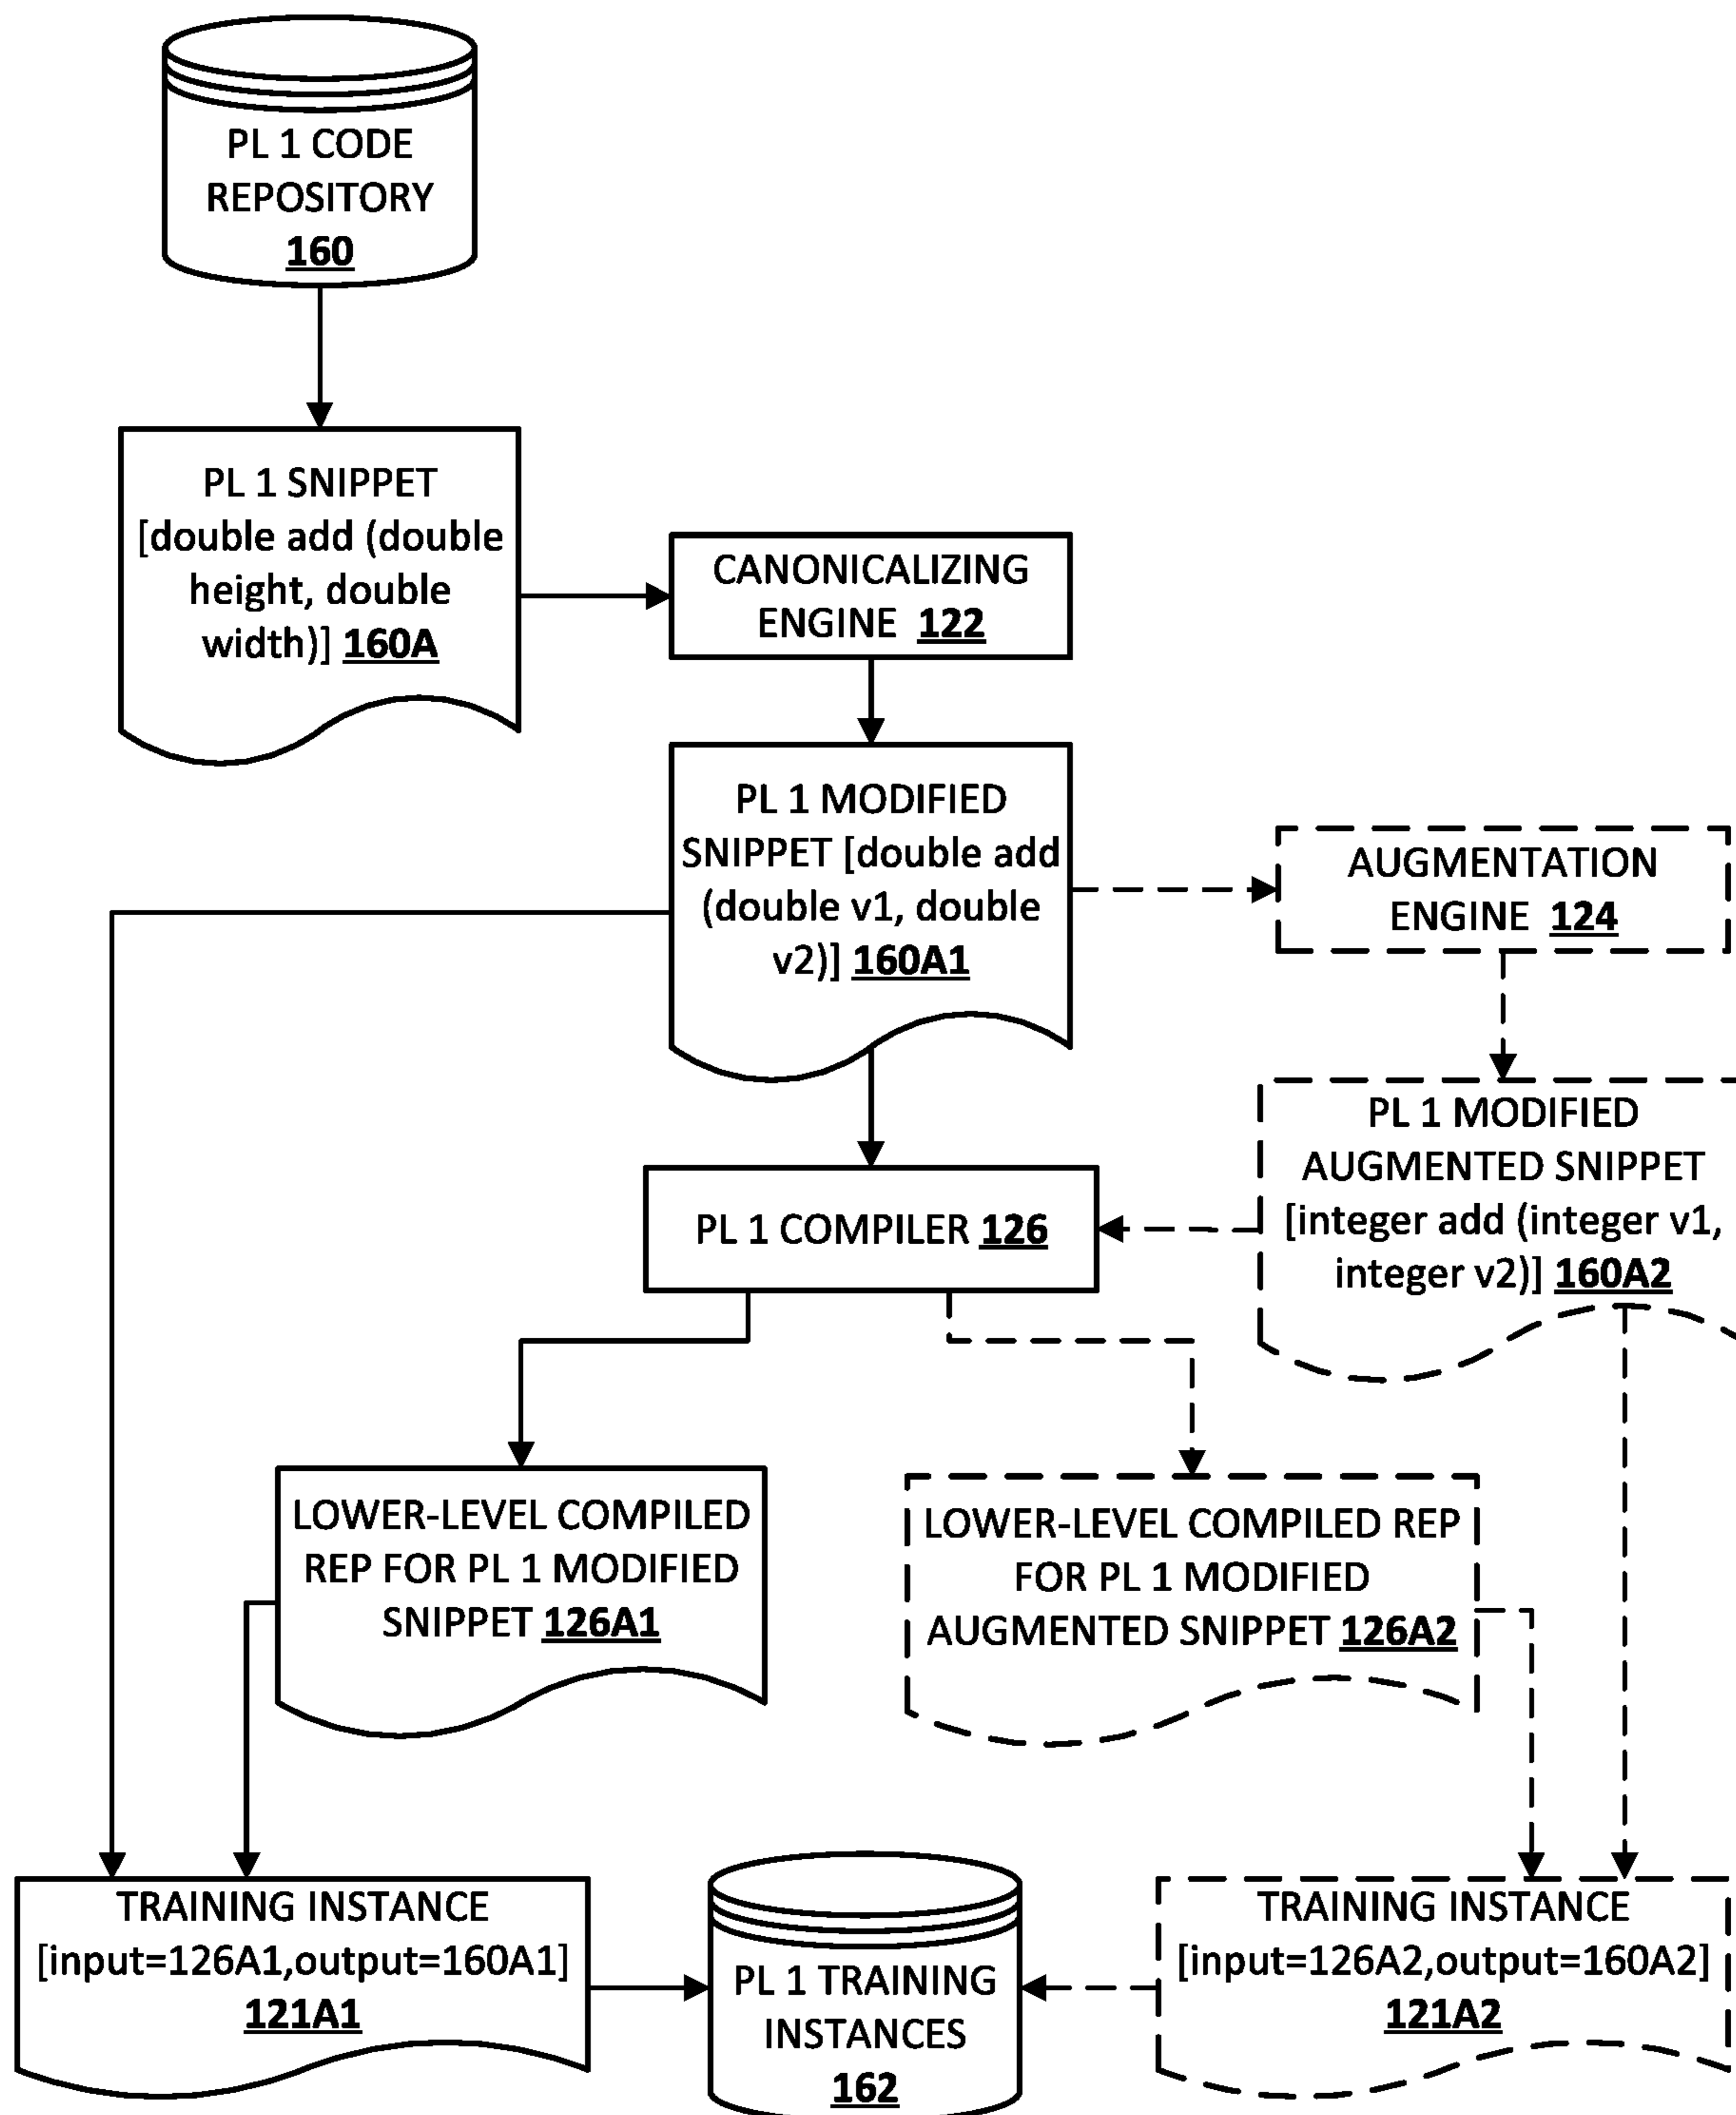 PL 1 CODE
REPOSITORY
160
PL 1 SNIPPET
[double add (double
height, double
width)] 160A
CANONICALIZING
ENGINE 122
PL 1 MODIFIED
SNIPPET [double add
(double v1, double
v2)] 160A1
AUGMENTATION
ENGINE 124
PL 1 MODIFIED
AUGMENTED SNIPPET
[integer add (integer v1,
integer v2)] 160A2
PL 1 COMPILER 126
LOWER-LEVEL COMPILED
REP FOR PL 1 MODIFIED
SNIPPET 126A1
LOWER-LEVEL COMPILED REP
FOR PL 1 MODIFIED
AUGMENTED SNIPPET 126A2
TRAINING INSTANCE
[input=126A1,output=160A1]
121A1
PL 1 TRAINING
INSTANCES
162
TRAINING INSTANCE
[input=126A2,output=160A2]
121A2